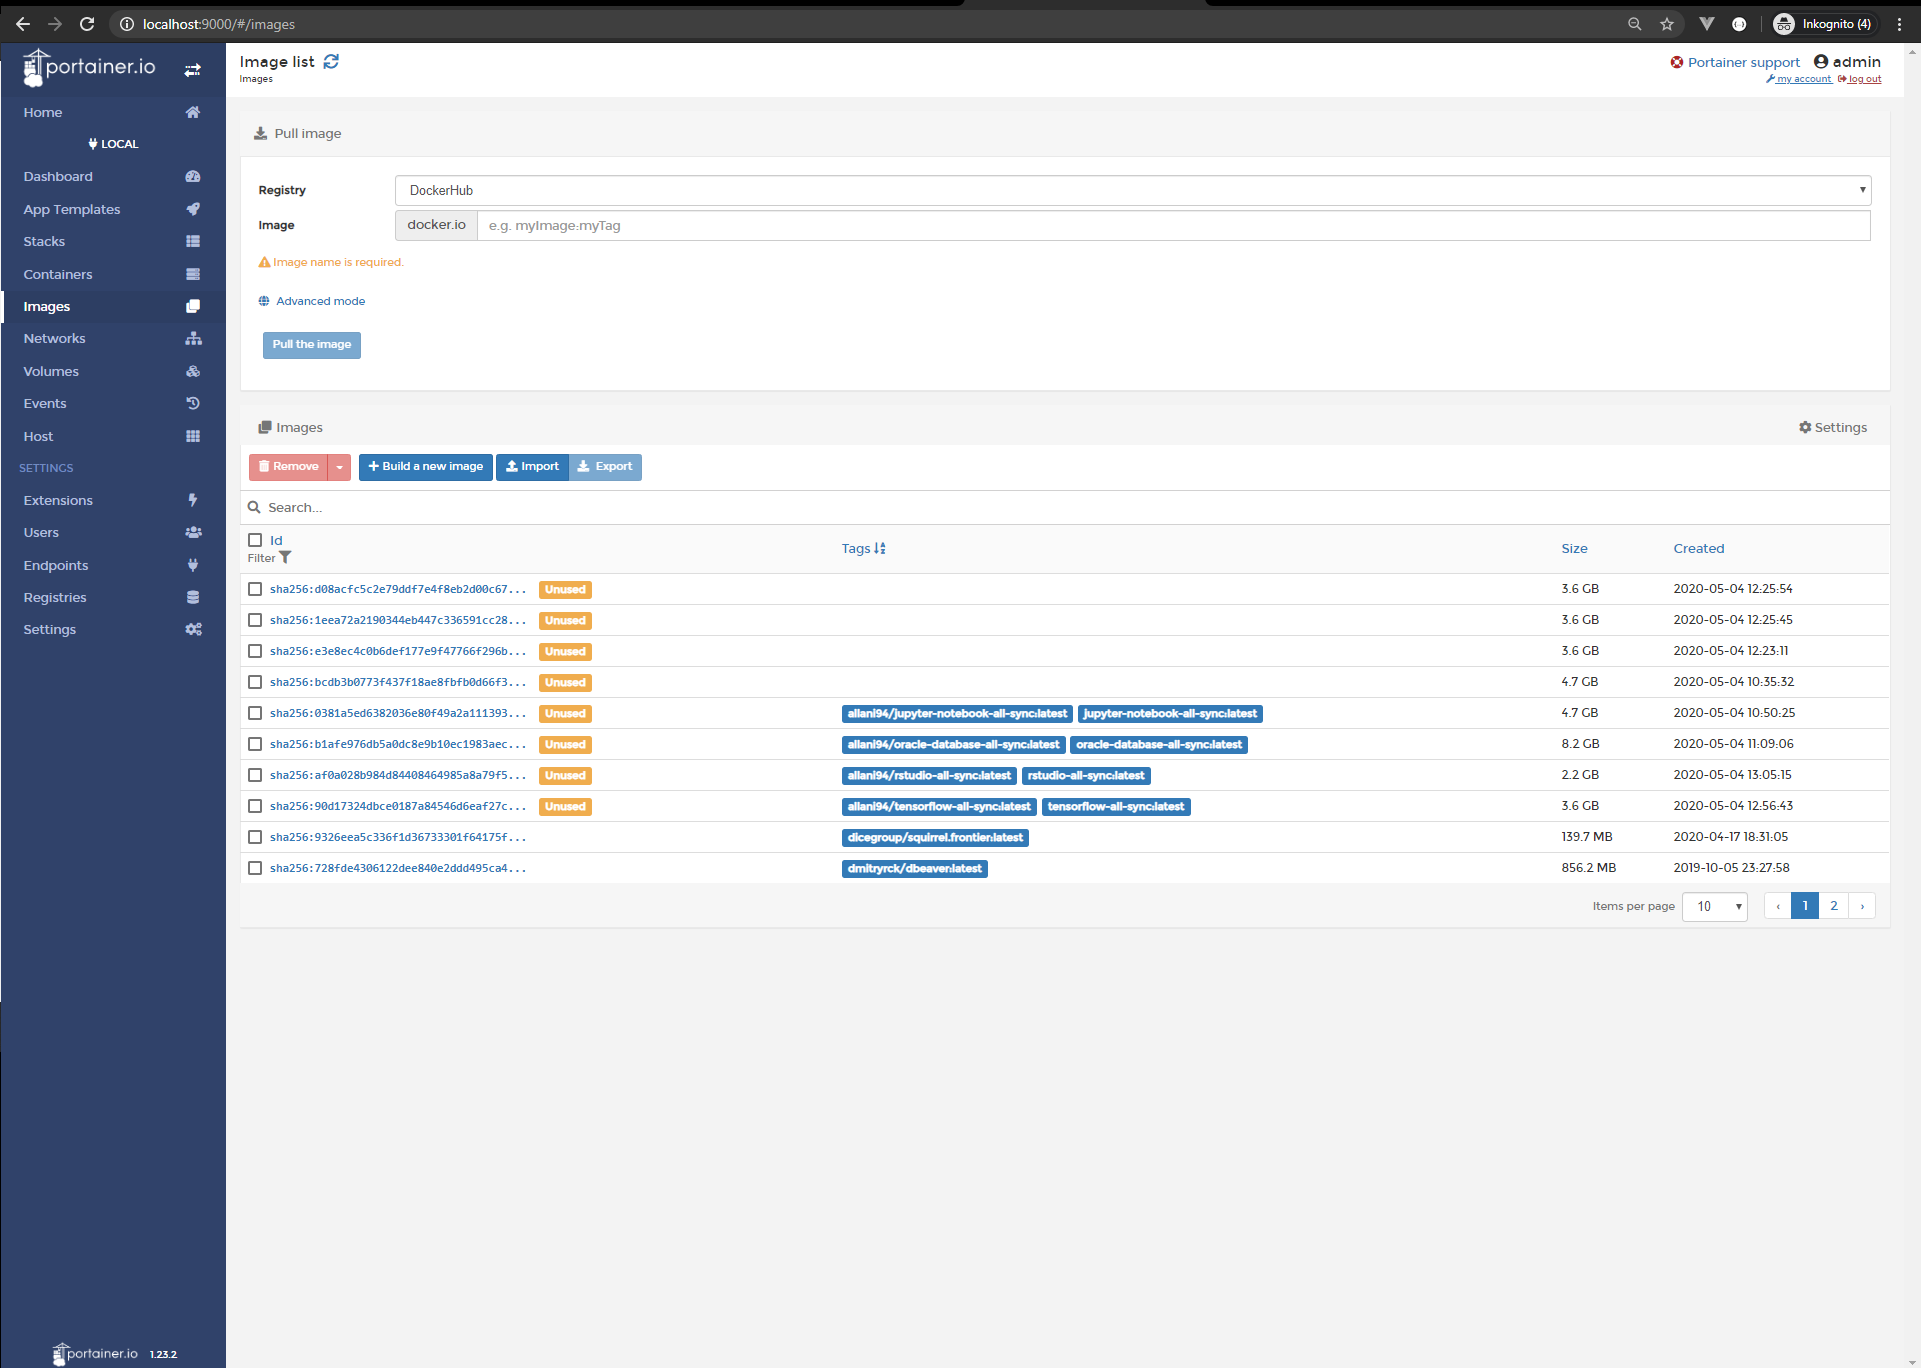 localhost:9000/#/images
Inkognito (4)
portainer.io
Image list
Images
Portainer support
admin
my account
log out
Home
LOCAL
Dashboard
App Templates
Stacks
Containers
Images
Networks
Volumes
Events
Host
SETTINGS
Extensions
Users
Endpoints
Registries
Settings
portainer.io 1.23.2
Pull image
Registry DockerHub
Image docker.io e.g. myImage:myTag
Image name is required.
Advanced mode
Pull the image
Images Settings
Remove Build a new image Import Export
Search...
Id
Filter
Tags Size Created
sha256:d08acfc5c2e79ddf7e4f8eb2d00c67... Unused 3.6 GB 2020-05-04 12:25:54
sha256:1eea72a2190344eb447c336591cc28... Unused 3.6 GB 2020-05-04 12:25:45
sha256:e3e8ec4c0b6def177e9f47766f296b... Unused 3.6 GB 2020-05-04 12:23:11
sha256:bcdb3b0773f437f18ae8fbfb0d66f3... Unused 4.7 GB 2020-05-04 10:35:32
sha256:0381a5ed6382036e80f49a2a111393... Unused allani94/jupyter-notebook-all-sync:latest jupyter-notebook-all-sync:latest 4.7 GB 2020-05-04 10:50:25
sha256:b1afe976db5a0dc8e9b10ec1983aec... Unused allani94/oracle-database-all-sync:latest oracle-database-all-sync:latest 8.2 GB 2020-05-04 11:09:06
sha256:af0a028b984d84408464985a8a79f5... Unused allani94/rstudio-all-sync:latest rstudio-all-sync:latest 2.2 GB 2020-05-04 13:05:15
sha256:90d17324dbce0187a84546d6eaf27c... Unused allani94/tensorflow-all-sync:latest tensorflow-all-sync:latest 3.6 GB 2020-05-04 12:56:43
sha256:9326eea5c336f1d36733301f64175f... dicegroup/squirrel.frontier:latest 139.7 MB 2020-04-17 18:31:05
sha256:728fde4306122dee840e2ddd495ca4... dmitryrck/dbeaver:latest 856.2 MB 2019-10-05 23:27:58
Items per page 10 ‹ 1 2 ›